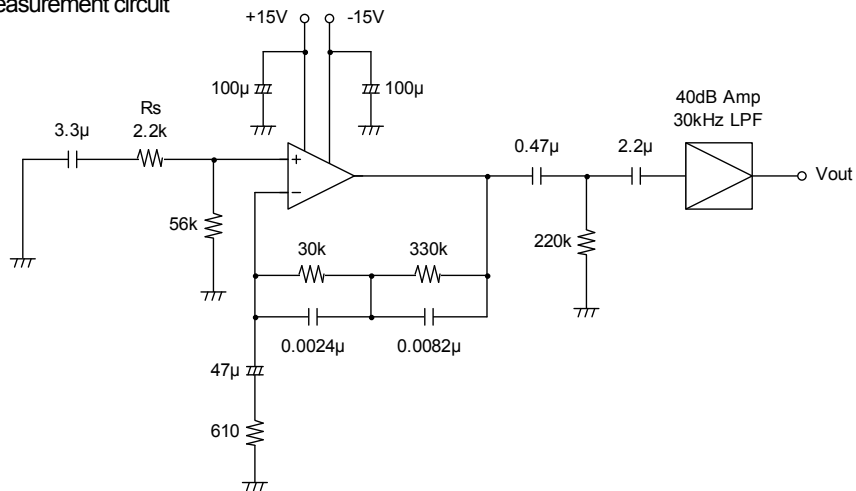 easurement circuit
+15V
-15V
100µ
100µ
Rs
2.2k
3.3µ
40dB Amp
30kHz LPF
0.47µ
2.2µ
+
Vout
−
56k
30k
330k
220k
0.0024µ
0.0082µ
47µ
610